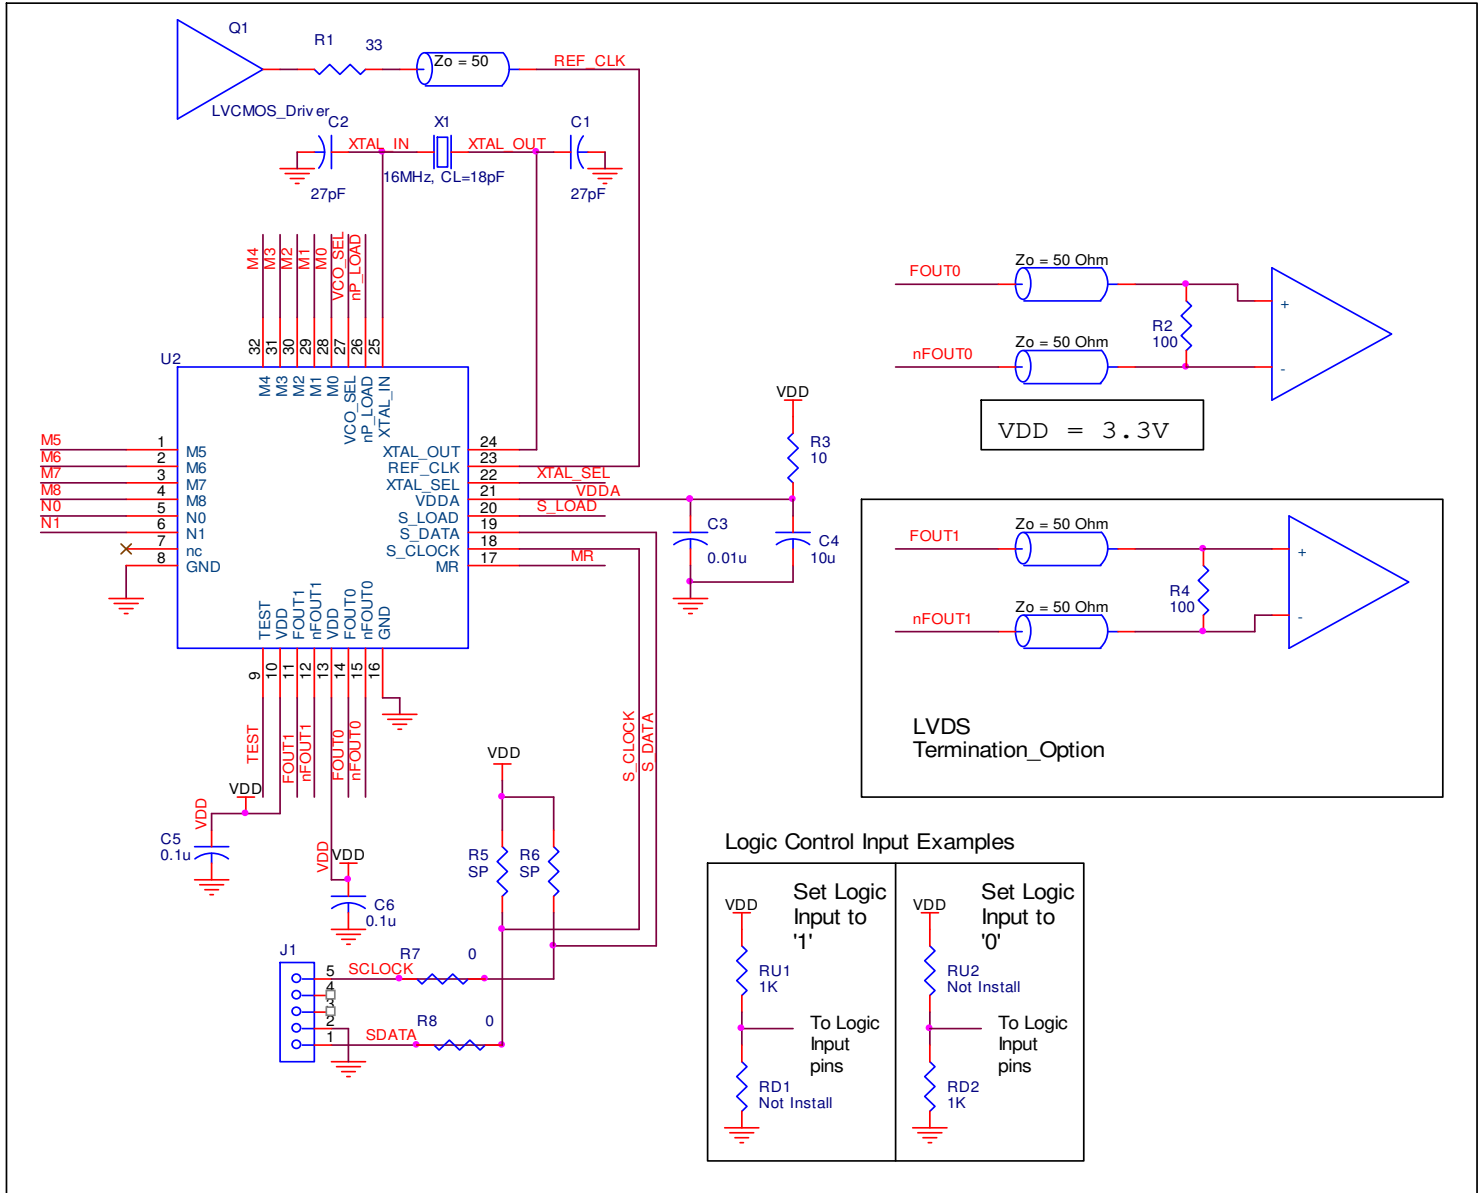 Q1
R1
33
Zo = 50
REF_CLK
LVCMOS_Driver
C2
XTAL_IN
X1
XTAL_OUT
C1
27pF
16MHz, CL=18pF
27pF
M4
M3
M2
M1
M0
VCO_SEL
nP_LOAD
32
31
30
29
28
27
26
25
U2
M4
M3
M2
M1
M0
VCO_SEL
nP_LOAD
XTAL_IN
M5
M6
M7
M8
N0
N1
1
2
3
4
5
6
7
8
M5
M6
M7
M8
N0
N1
nc
GND
XTAL_OUT
REF_CLK
XTAL_SEL
VDDA
S_LOAD
S_DATA
S_CLOCK
MR
24
23
22
21
20
19
18
17
XTAL_SEL
VDDA
S_LOAD
MR
VDD
R3
10
C3
0.01u
C4
10u
TEST
VDD
FOUT1
nFOUT1
VDD
FOUT0
nFOUT0
GND
9
10
11
12
13
14
15
16
TEST
FOUT1
nFOUT1
FOUT0
nFOUT0
S_CLOCK
S_DATA
VDD
VDD
C5
0.1u
VDD
VDD
C6
0.1u
VDD
R5
SP
R6
SP
J1
5
4
3
2
1
SCLOCK
R7
0
SDATA
R8
0
FOUT0
Zo = 50 Ohm
R2
100
+
-
nFOUT0
Zo = 50 Ohm
VDD = 3.3V
FOUT1
Zo = 50 Ohm
R4
100
+
-
nFOUT1
Zo = 50 Ohm
LVDS
Termination_Option
Logic Control Input Examples
Set Logic
Input to
'1'
VDD
RU1
1K
To Logic
Input
pins
RD1
Not Install
Set Logic
Input to
'0'
VDD
RU2
Not Install
To Logic
Input
pins
RD2
1K